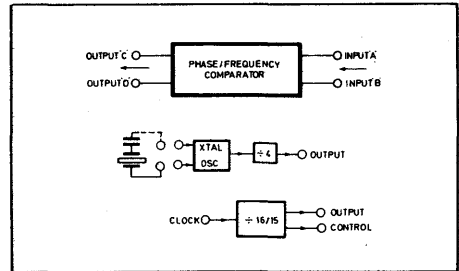 OUTPUT'C' INPUT'A'
PHASE/FREQUENCY
COMPARATOR
OUTPUT'D' INPUT'B'
XTAL
OSC
÷4
OUTPUT
CLOCK
÷16/15
OUTPUT
CONTROL